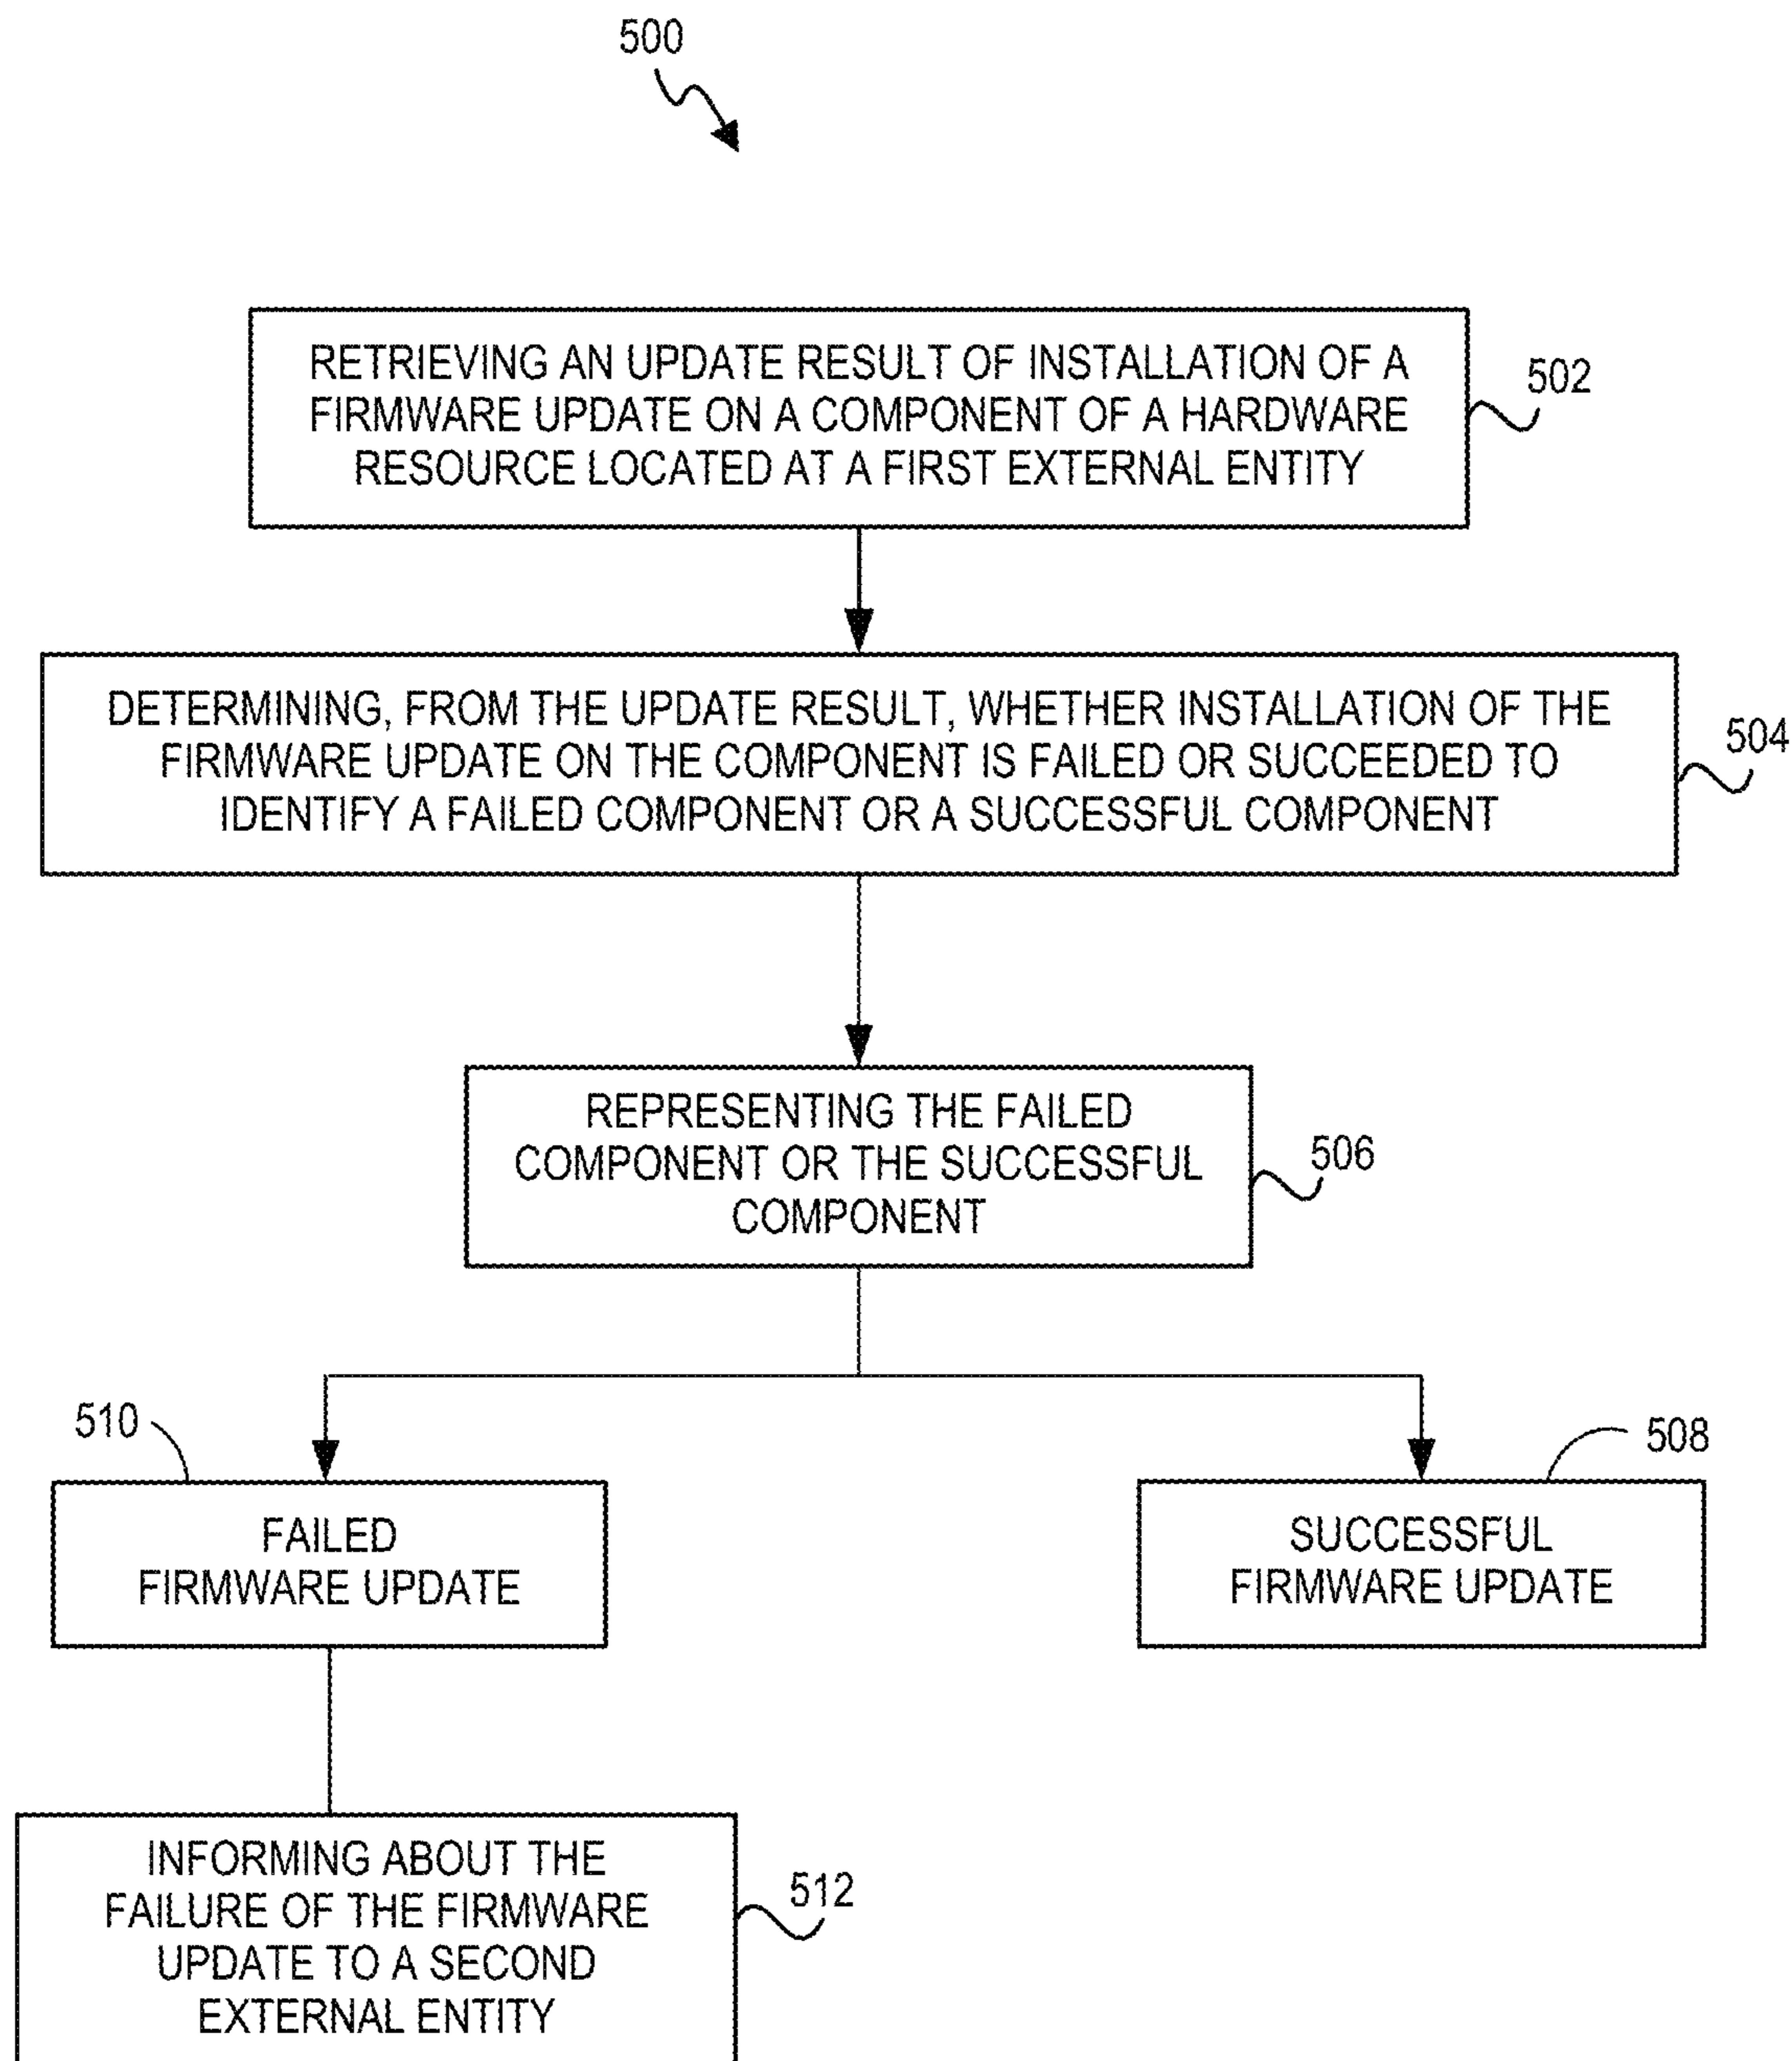 500
RETRIEVING AN UPDATE RESULT OF INSTALLATION OF A
FIRMWARE UPDATE ON A COMPONENT OF A HARDWARE
RESOURCE LOCATED AT A FIRST EXTERNAL ENTITY
502
DETERMINING, FROM THE UPDATE RESULT, WHETHER INSTALLATION OF THE
FIRMWARE UPDATE ON THE COMPONENT IS FAILED OR SUCCEEDED TO
IDENTIFY A FAILED COMPONENT OR A SUCCESSFUL COMPONENT
504
REPRESENTING THE FAILED
COMPONENT OR THE SUCCESSFUL
COMPONENT
506
510
FAILED
FIRMWARE UPDATE
508
SUCCESSFUL
FIRMWARE UPDATE
INFORMING ABOUT THE
FAILURE OF THE FIRMWARE
UPDATE TO A SECOND
EXTERNAL ENTITY
512